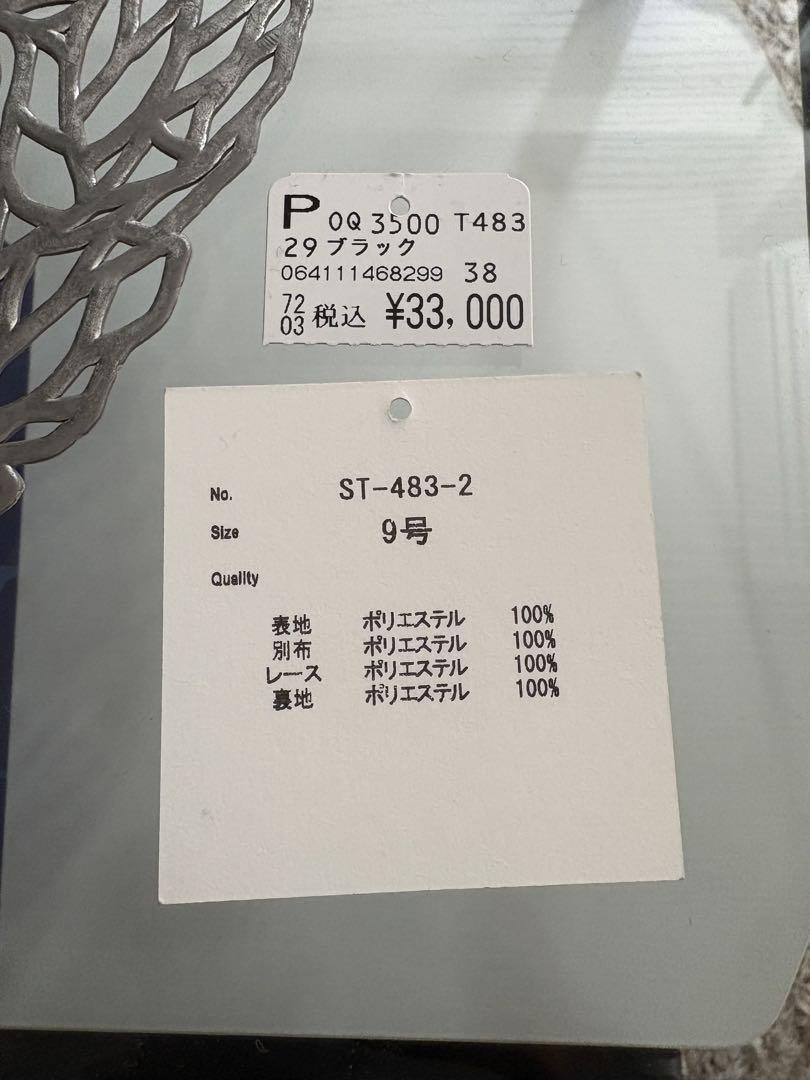 P OQ 3500 T483
29 ブラック
064111468299 38
72
03 税込 ¥33,000
No. ST-483-2
Size 9号
Quality
表地 ポリエステル 100%
別布 ポリエステル 100%
レース ポリエステル 100%
裏地 ポリエステル 100%